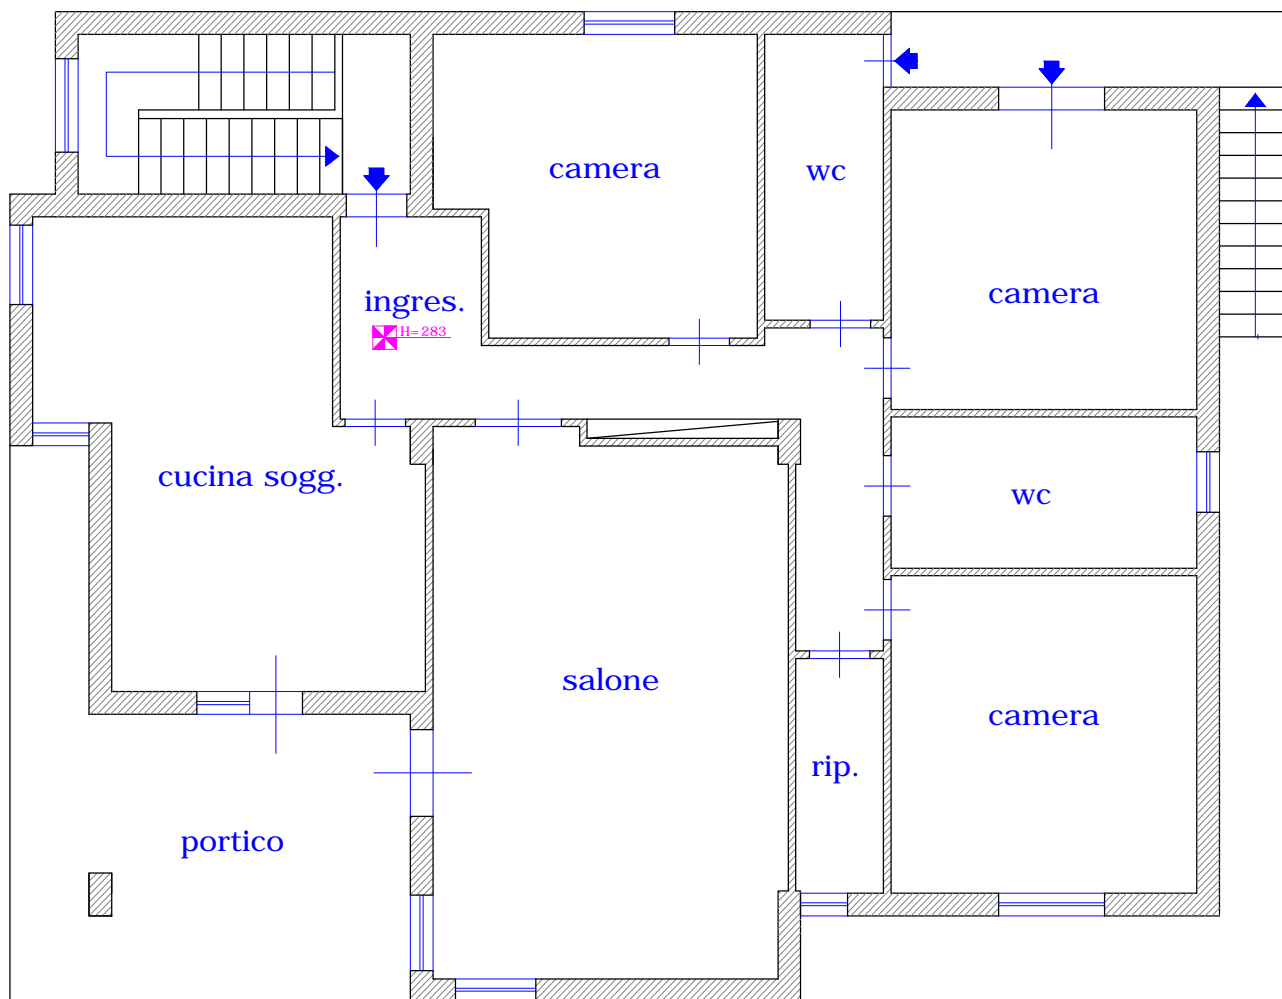 camera
wc
camera
ingres.
H=283
cucina sogg.
wc
salone
camera
rip.
portico